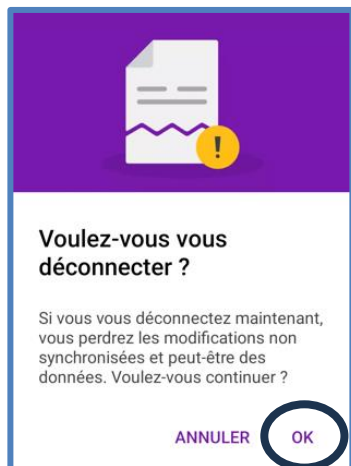 Voulez-vous vous
déconnecter ?
Si vous vous déconnectez maintenant,
vous perdrez les modifications non
synchronisées et peut-être des
données. Voulez-vous continuer ?
ANNULER OK